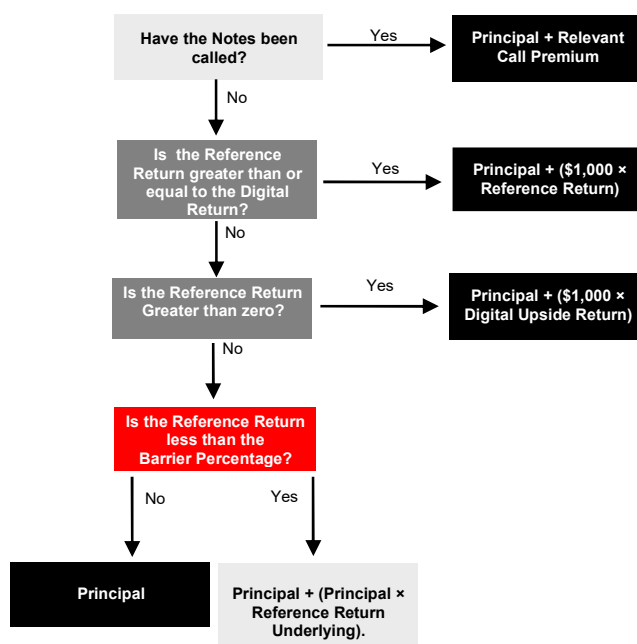 Have the Notes been
called?
Yes
Principal + Relevant
Call Premium
No
Is the Reference
Return greater than or
equal to the Digital
Return?
Yes
Principal + ($1,000 ×
Reference Return)
No
Is the Reference Return
Greater than zero?
Yes
Principal + ($1,000 ×
Digital Upside Return)
No
Is the Reference Return
less than the
Barrier Percentage?
No
Yes
Principal
Principal + (Principal ×
Reference Return
Underlying).